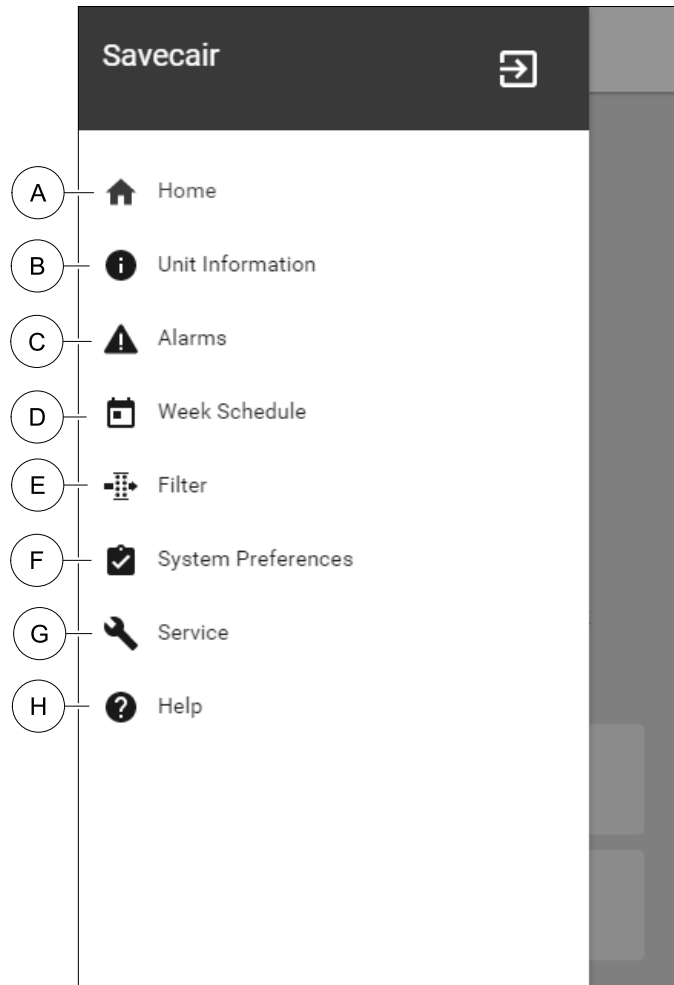 Savecair
A Home
B Unit Information
C Alarms
D Week Schedule
E Filter
F System Preferences
G Service
H Help